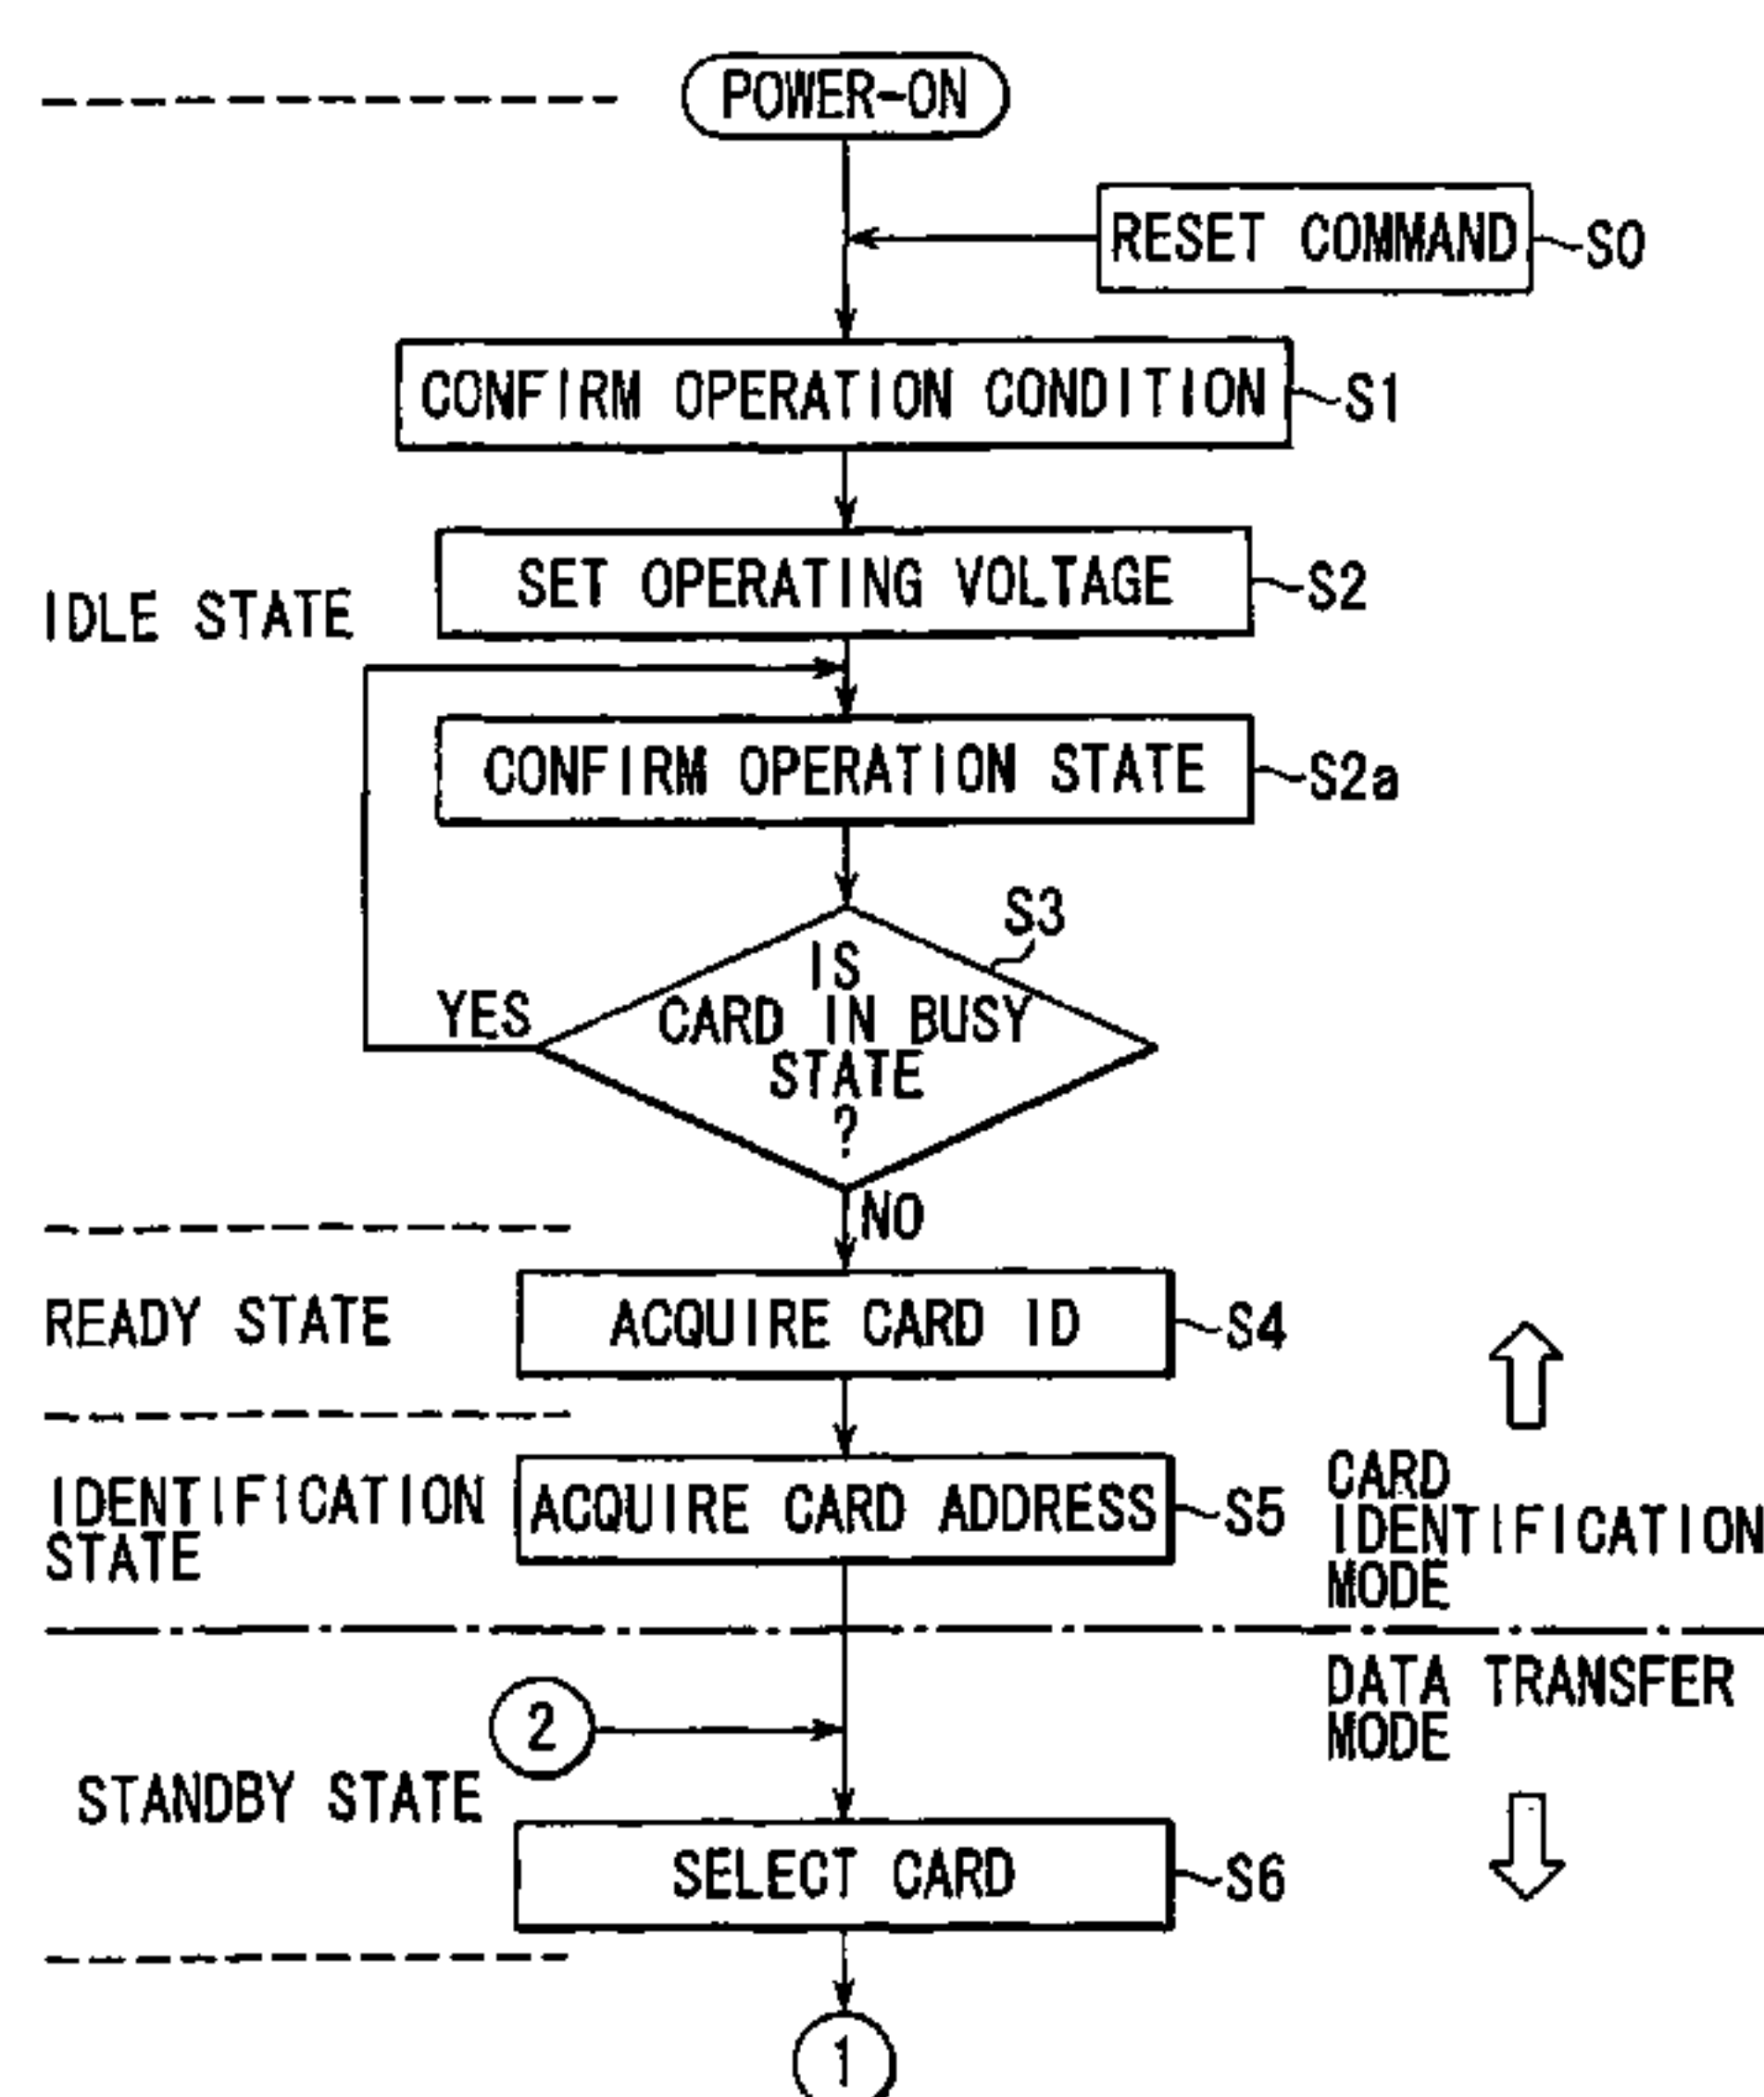 POWER-ON
RESET COMMAND
S0
CONFIRM OPERATION CONDITION
S1
SET OPERATING VOLTAGE
S2
IDLE STATE
CONFIRM OPERATION STATE
S2a
S3
IS
CARD IN BUSY
STATE
?
YES
NO
READY STATE
ACQUIRE CARD ID
S4
IDENTIFICATION
STATE
ACQUIRE CARD ADDRESS
S5
CARD
IDENTIFICATION
MODE
DATA TRANSFER
MODE
2
STANDBY STATE
SELECT CARD
S6
1